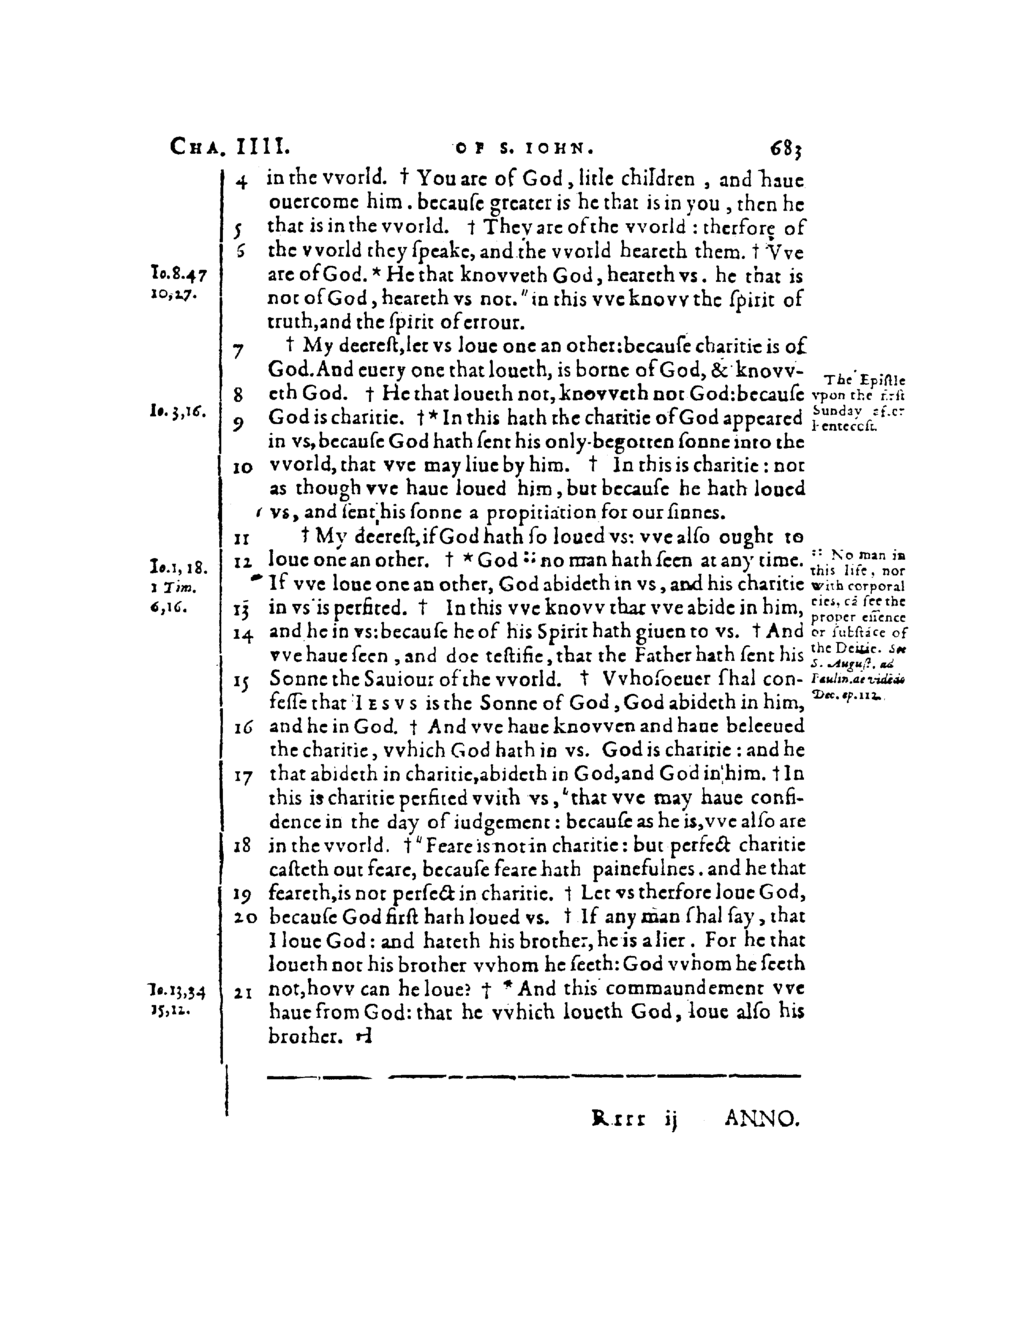 CHA. IIII. OF S. IOHN. 683
4 in the vvorld. † You are of God, litle children, and haue
ouercome him. becauſe greater is he that is in you, then he
5 that is in the vvorld. † They are of the vvorld: therfore of
6 the vvorld they ſpeake, and the vvorld heareth them. † Vve
Io.8.47 are of God. * He that knovveth God, heareth vs. he that is
10,27. not of God, heareth vs not. "in this vve knovv the ſpirit of
truth, and the ſpirit of errour.
7 † My deereſt, let vs loue one an other: becauſe charitie is of
God. And euery one that loueth, is borne of God, & knovv-
8 eth God. † He that loueth not, knovveth not God: becauſe
Io.3,16. 9 God is charitie. †* In this hath the charitie of God appeared
in vs, becauſe God hath ſent his only-begotten ſonne into the
10 vvorld, that vve may liue by him. † In this is charitie: not
as though vve haue loued him, but becauſe he hath loued
vs, and ſent his ſonne a propitiation for our ſinnes.
The Epiſtle
vpon the firſt
Sunday after
Pentecoſt.
11 † My deereſt, if God hath ſo loued vs: vve alſo ought to
Io.1,18. 12 loue one an other. † * God :: no man hath ſeen at any time.
1 Tim. If vve loue one an other, God abideth in vs, and his charitie
6,16. 13 in vs is perfited. † In this vve knovv that vve abide in him,
14 and he in vs: becauſe he of his Spirit hath giuen to vs. † And
vve haue ſeen, and doe teſtifie, that the Father hath ſent his
15 Sonne the Sauiour of the vvorld. † Vvhoſoeuer ſhal con-
feſſe that IESVS is the Sonne of God, God abideth in him,
:: No man in
this life, nor
with corporal
eies, cã ſee the
proper eſſence
or ſubſtãce of
the Deitie. See
S. Auguſt. ad
Paulin. de vidēdo
Deo. ep. 112.
16 and he in God. † And vve haue knovven and haue beleeued
the charitie, vvhich God hath in vs. God is charitie: and he
17 that abideth in charitie, abideth in God, and God in him. † In
this is charitie perfited vvith vs, "that vve may haue confi-
dence in the day of iudgement: becauſe as he is, vve alſo are
18 in the vvorld. † "Feare is not in charitie: but perfect charitie
caſteth out feare, becauſe feare hath painefulnes. and he that
19 feareth, is not perfect in charitie. † Let vs therfore loue God,
20 becauſe God firſt hath loued vs. † If any man ſhal ſay, that
I loue God: and hateth his brother, he is a lier. For he that
loueth not his brother vvhom he ſeeth: God vvhom he ſeeth
Io.13,34 21 not, hovv can he loue? † * And this commaundement vve
15,12. haue from God: that he vvhich loueth God, loue alſo his
brother.
Rrrr ij ANNO.